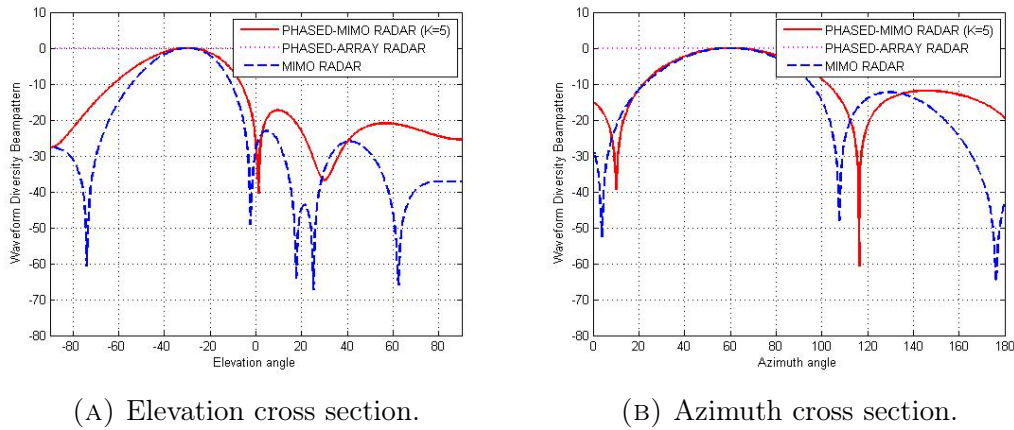 PHASED-MIMO RADAR (K=5)
PHASED-ARRAY RADAR
MIMO RADAR
Waveform Diversity Beampattern
10
0
-10
-20
-30
-40
-50
-60
-70
-80
-80 -60 -40 -20 0 20 40 60 80
Elevation angle
(A) Elevation cross section.
PHASED-MIMO RADAR (K=5)
PHASED-ARRAY RADAR
MIMO RADAR
Waveform Diversity Beampattern
10
0
-10
-20
-30
-40
-50
-60
-70
-80
0 20 40 60 80 100 120 140 160 180
Azimuth angle
(B) Azimuth cross section.